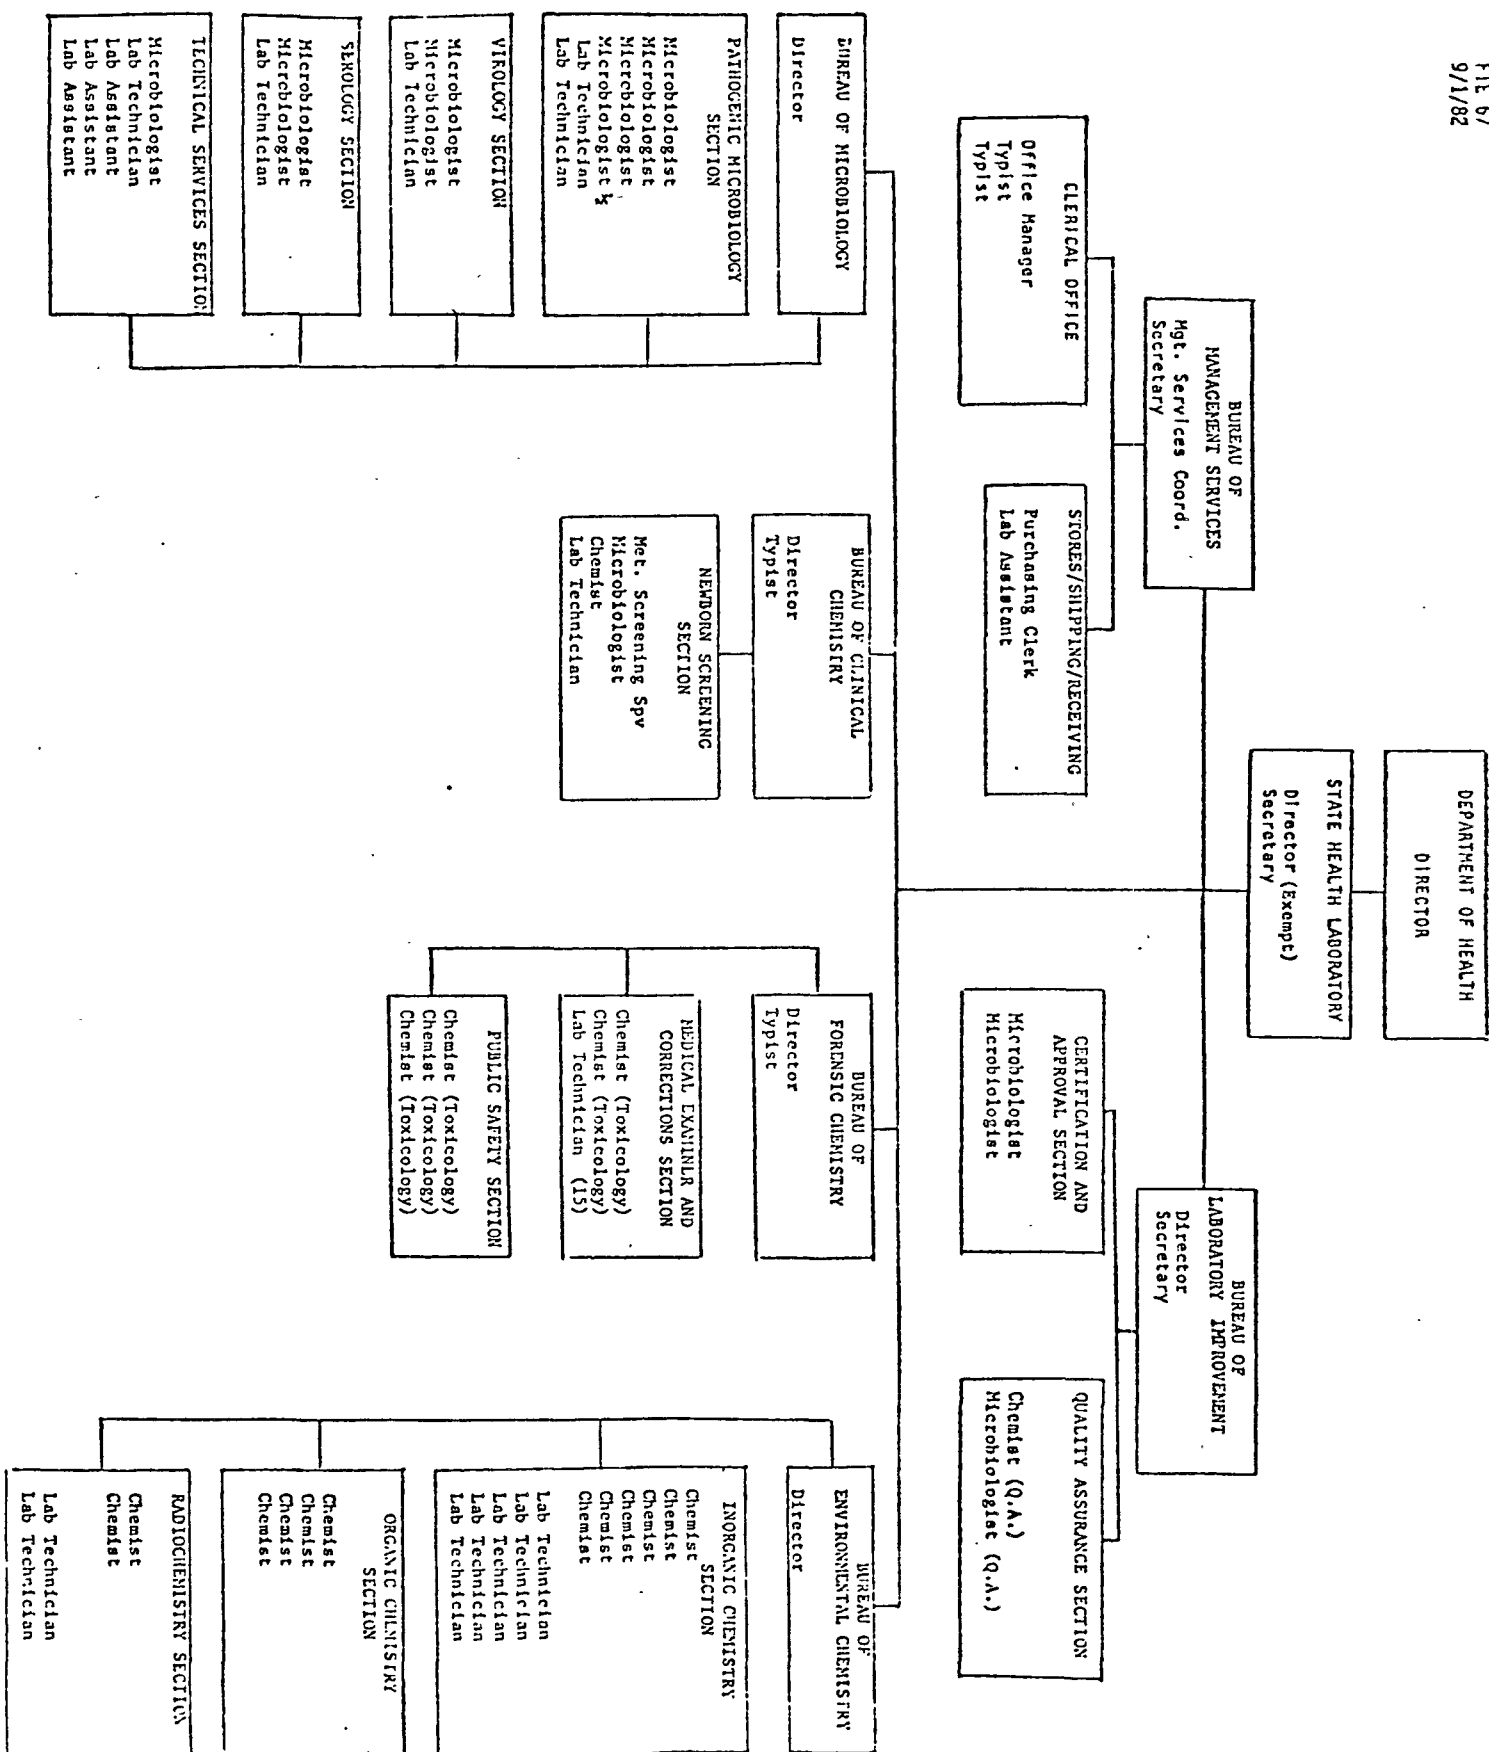 9/1/82
DEPARTMENT OF HEALTH
DIRECTOR
STATE HEALTH LABORATORY
Director (Exempt)
Secretary
BUREAU OF
MANAGEMENT SERVICES
Mgt. Services Coord.
Secretary
BUREAU OF
LABORATORY IMPROVEMENT
Director
Secretary
CLERICAL OFFICE
Office Manager
Typist
Typist
STORES/SHIPPING/RECEIVING
Purchasing Clerk
Lab Assistant
CERTIFICATION AND
APPROVAL SECTION
Microbiologist
Microbiologist
QUALITY ASSURANCE SECTION
Chemist (Q.A.)
Microbiologist (Q.A.)
BUREAU OF MICROBIOLOGY
Director
PATHOGENIC MICROBIOLOGY
SECTION
Microbiologist
Microbiologist
Microbiologist
Microbiologist ½
Lab Technician
Lab Technician
VIROLOGY SECTION
Microbiologist
Microbiologist
Lab Technician
SEROLOGY SECTION
Microbiologist
Microbiologist
Lab Technician
TECHNICAL SERVICES SECTION
Microbiologist
Lab Technician
Lab Assistant
Lab Assistant
Lab Assistant
BUREAU OF CLINICAL
CHEMISTRY
Director
Typist
NEWBORN SCREENING
SECTION
Met. Screening Spv
Microbiologist
Chemist
Lab Technician
BUREAU OF
FORENSIC CHEMISTRY
Director
Typist
MEDICAL EXAMINER AND
CORRECTIONS SECTION
Chemist (Toxicology)
Chemist (Toxicology)
Lab Technician (15)
PUBLIC SAFETY SECTION
Chemist (Toxicology)
Chemist (Toxicology)
Chemist (Toxicology)
BUREAU OF
ENVIRONMENTAL CHEMISTRY
Director
INORGANIC CHEMISTRY
SECTION
Chemist
Chemist
Chemist
Chemist
Chemist
Chemist
Lab Technician
Lab Technician
Lab Technician
Lab Technician
Lab Technician
ORGANIC CHEMISTRY
SECTION
Chemist
Chemist
Chemist
Chemist
RADIOCHEMISTRY SECTION
Chemist
Chemist
Lab Technician
Lab Technician